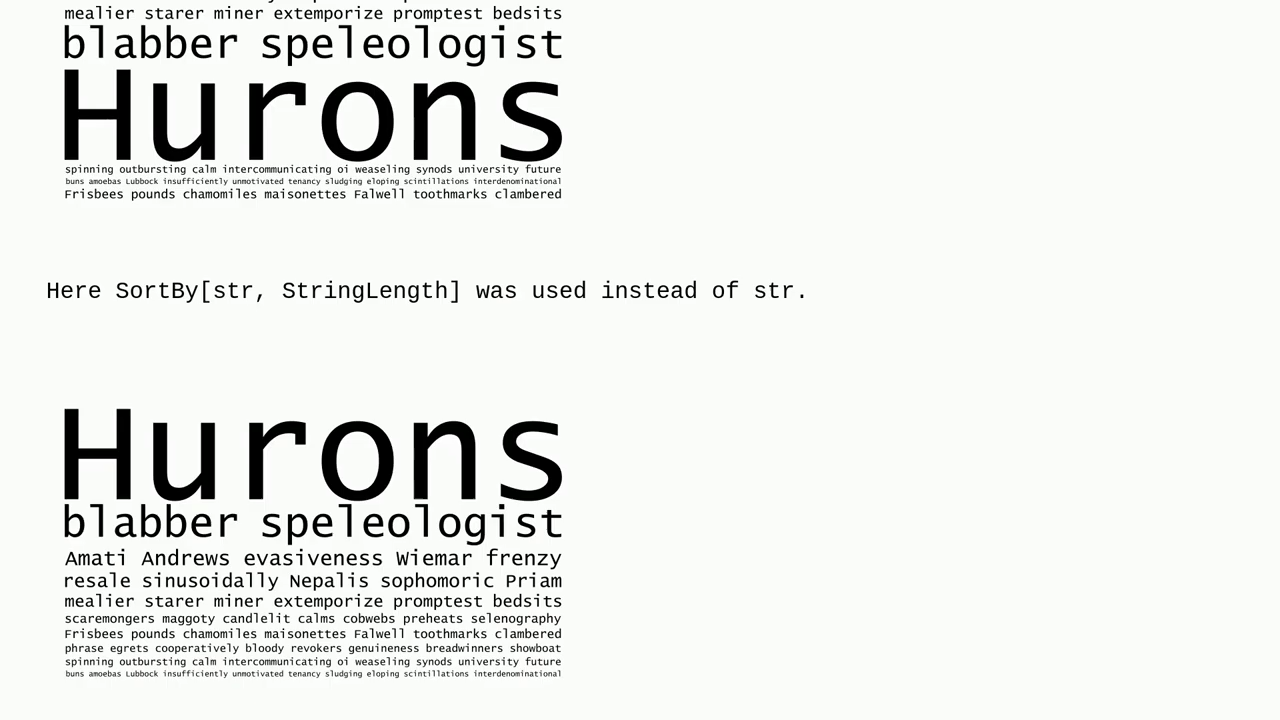 mealier starer miner extemporize promptest bedsits
blabber speleologist
Hurons
spinning outbursting calm intercommunicating oi weaseling synods university future
buns amoebas Lubbock insufficiently unmotivated tenancy sludging eloping scintillations interdenominational
Frisbees pounds chamomiles maisonettes Falwell toothmarks clambered
Here SortBy[str, StringLength] was used instead of str.
Hurons
blabber speleologist
Amati Andrews evasiveness Wiemar frenzy
resale sinusoidally Nepalis sophomoric Priam
mealier starer miner extemporize promptest bedsits
scaremongers maggoty candlelit calms cobwebs preheats selenography
Frisbees pounds chamomiles maisonettes Falwell toothmarks clambered
phrase egrets cooperatively bloody revokers genuineness breadwinners showboat
spinning outbursting calm intercommunicating oi weaseling synods university future
buns amoebas Lubbock insufficiently unmotivated tenancy sludging eloping scintillations interdenominational